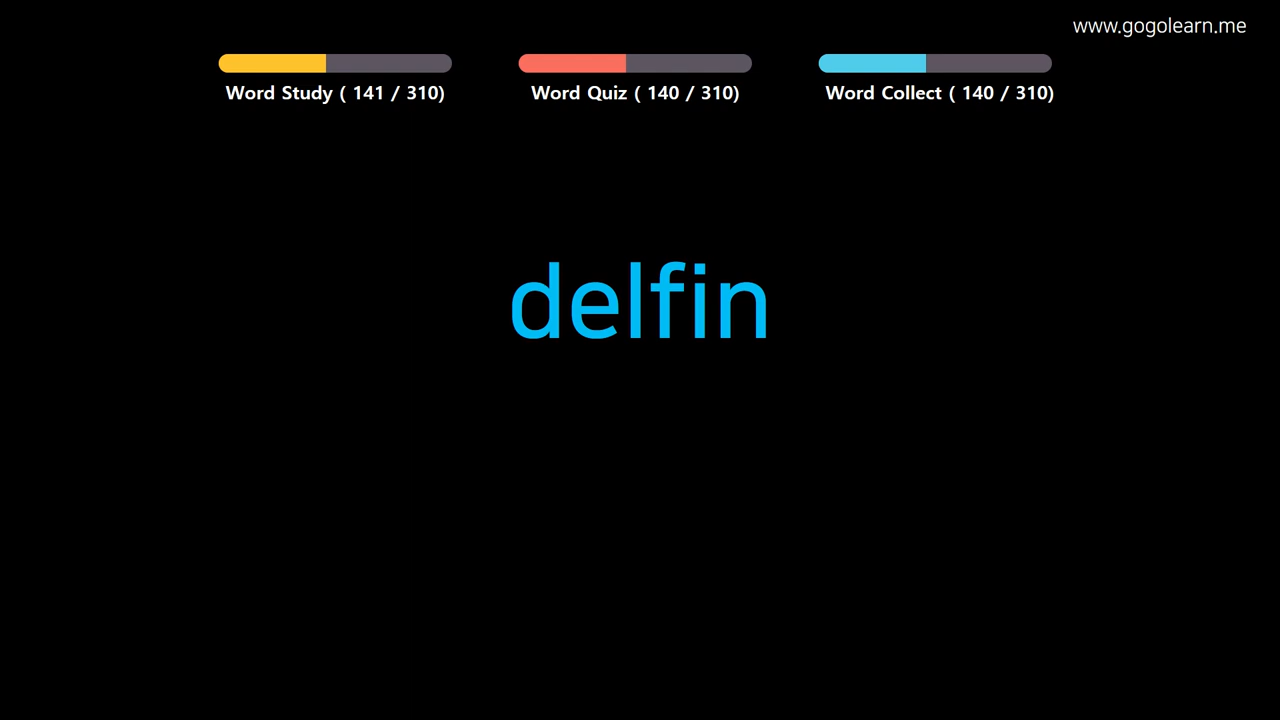 www.gogolearn.me
Word Study ( 141 / 310)
Word Quiz ( 140 / 310)
Word Collect ( 140 / 310)
delfin